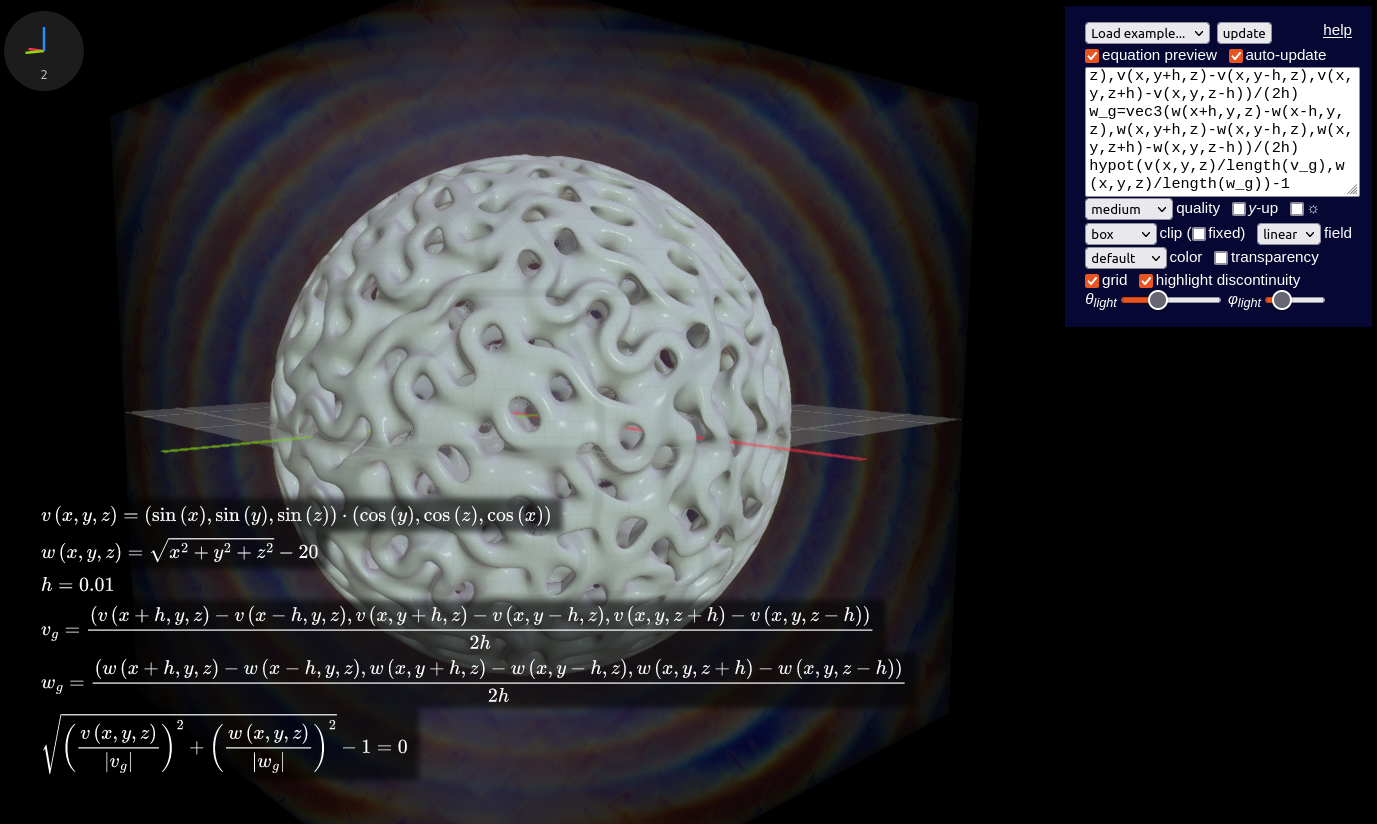 2
Load example...
update
help
equation preview
auto-update
z),v(x,y+h,z)-v(x,y-h,z),v(x,
y,z+h)-v(x,y,z-h))/(2h)
w_g=vec3(w(x+h,y,z)-w(x-h,y,
z),w(x,y+h,z)-w(x,y-h,z),w(x,
y,z+h)-w(x,y,z-h))/(2h)
hypot(v(x,y,z)/length(v_g),w
(x,y,z)/length(w_g))-1
medium quality y-up ☼
box clip (fixed) linear field
default color transparency
grid highlight discontinuity
θ_light φ_light
v(x,y,z) = (sin(x),sin(y),sin(z)) · (cos(y),cos(z),cos(x))
w(x,y,z) = √(x²+y²+z²) − 20
h = 0.01
v_g = (v(x+h,y,z)−v(x−h,y,z),v(x,y+h,z)−v(x,y−h,z),v(x,y,z+h)−v(x,y,z−h)) / 2h
w_g = (w(x+h,y,z)−w(x−h,y,z),w(x,y+h,z)−w(x,y−h,z),w(x,y,z+h)−w(x,y,z−h)) / 2h
√((v(x,y,z)/|v_g|)² + (w(x,y,z)/|w_g|)²) − 1 = 0